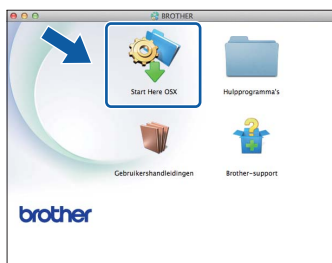 BROTHER
Start Here OSX
Hulpprogramma's
Gebruikershandleidingen
Brother-support
brother